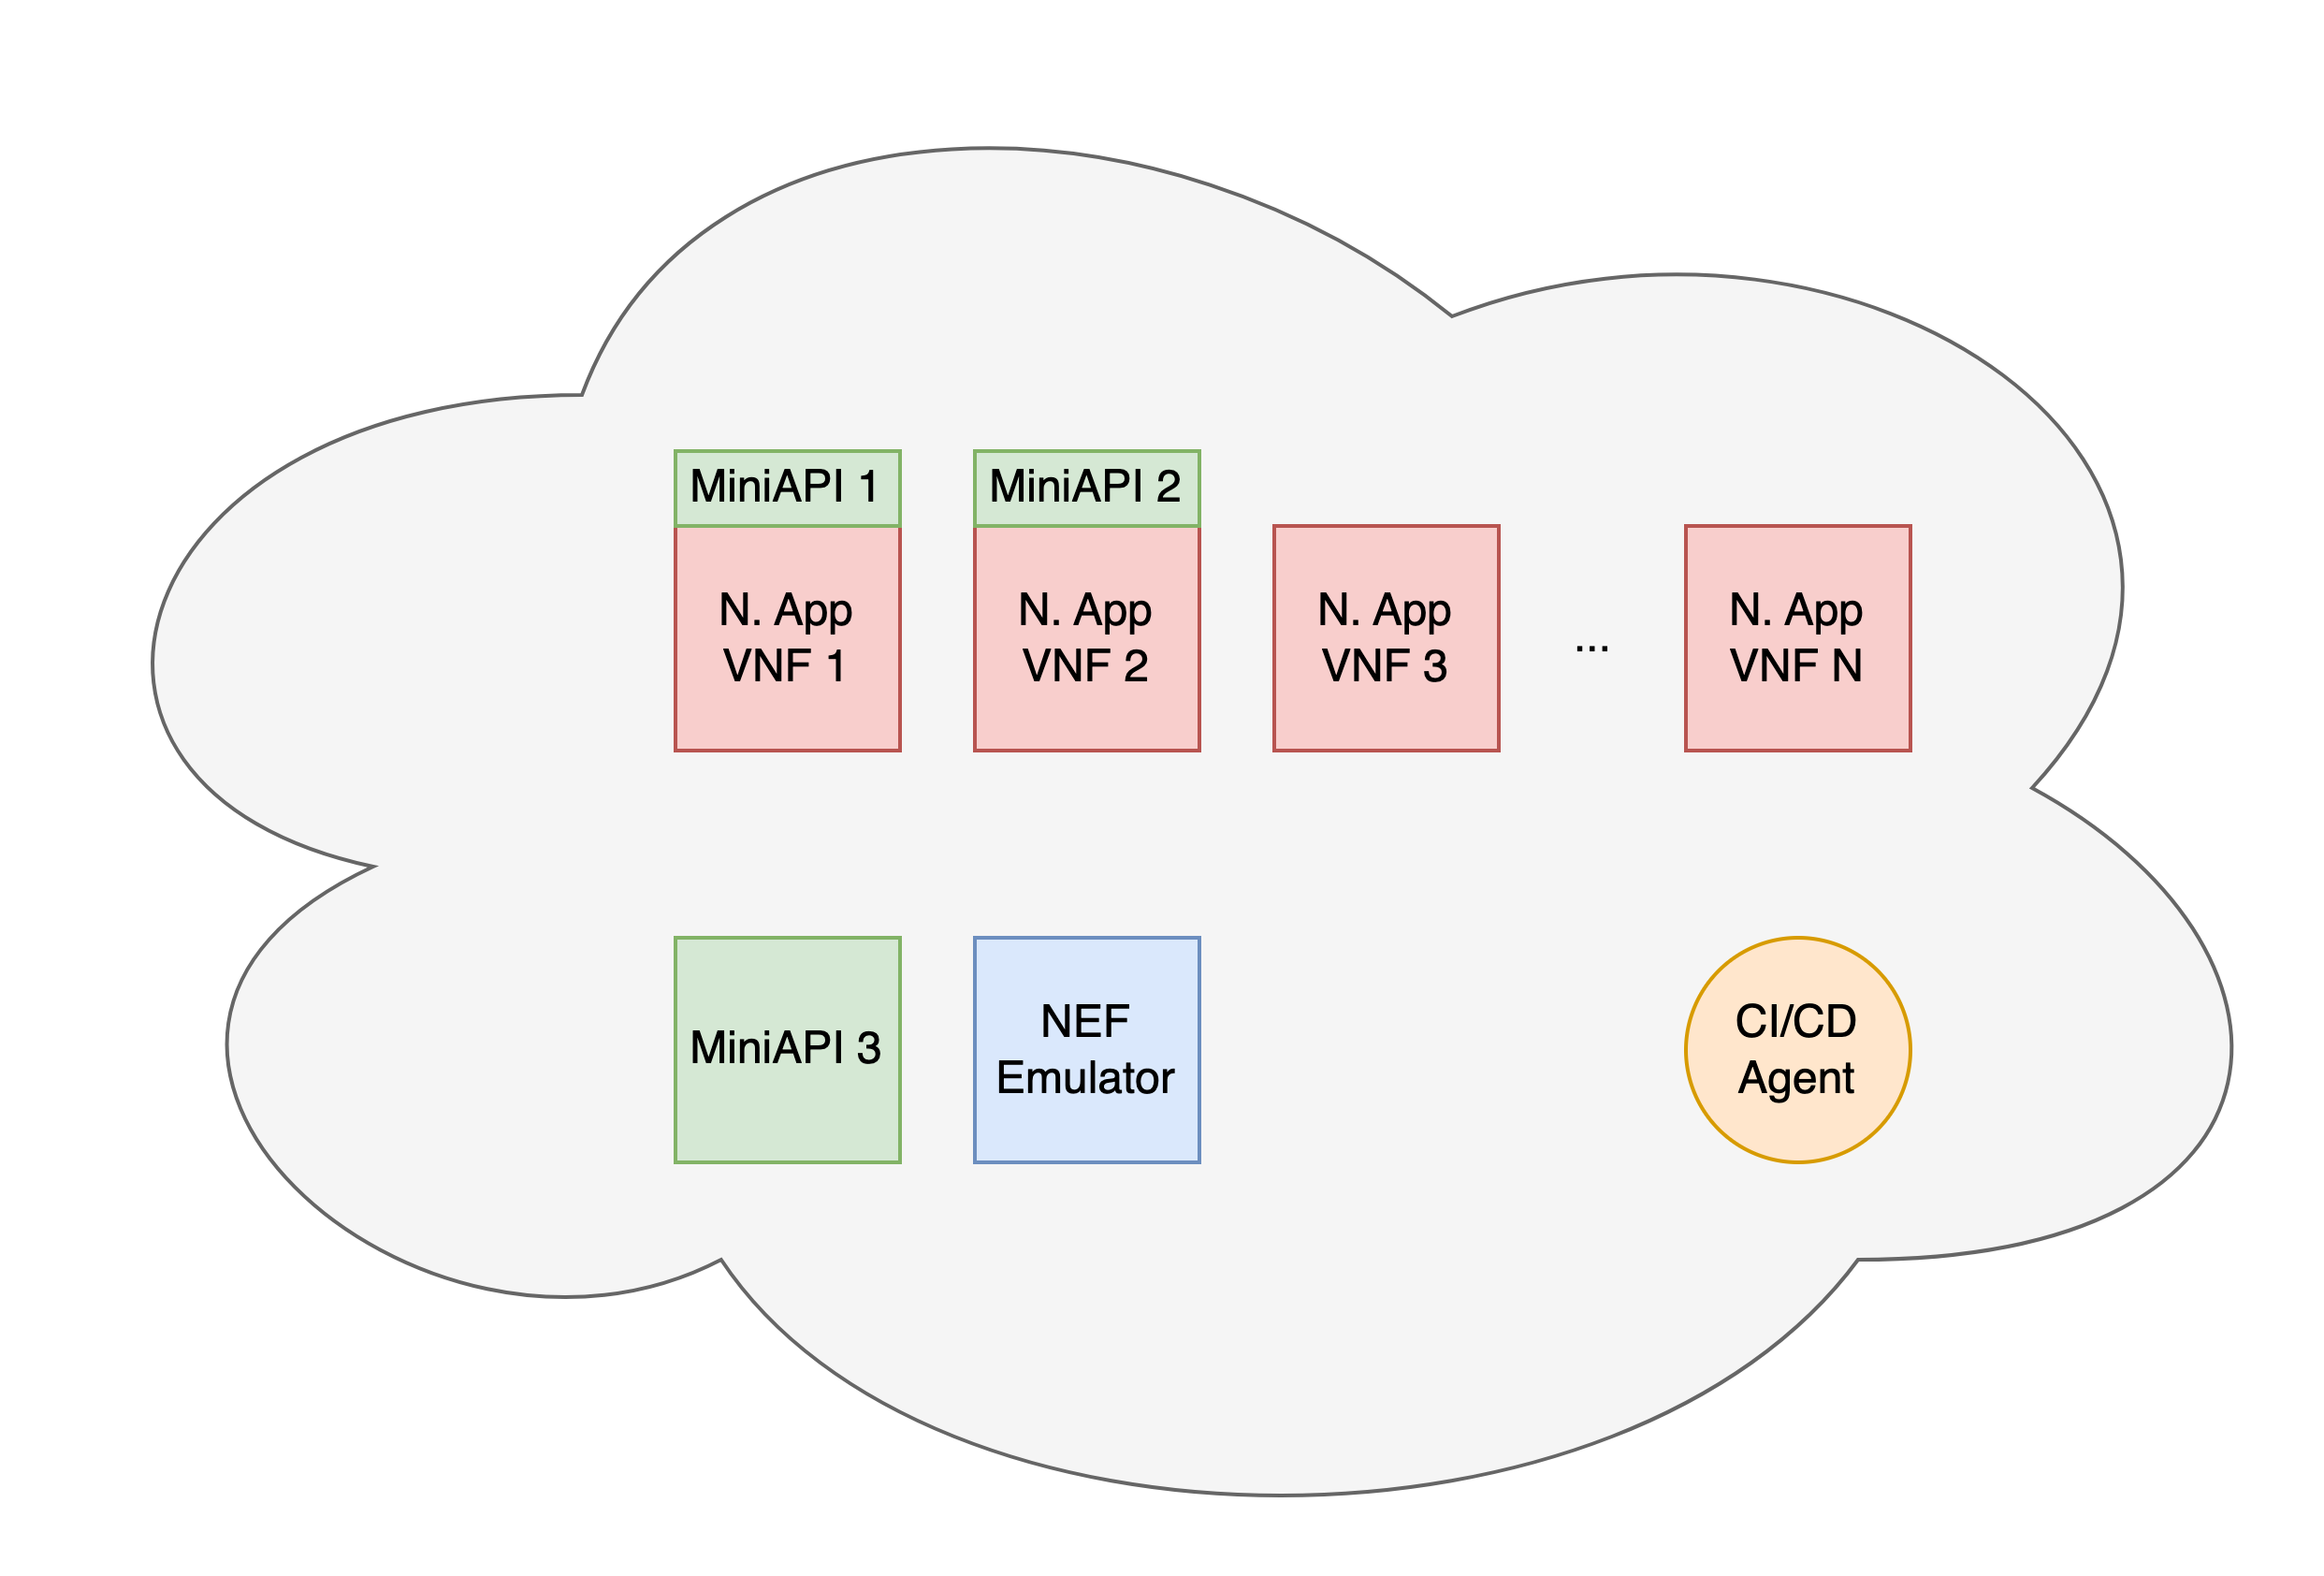 MiniAPI 1
MiniAPI 2
N. App
VNF 1
N. App
VNF 2
N. App
VNF 3
...
N. App
VNF N
MiniAPI 3
NEF
Emulator
CI/CD
Agent